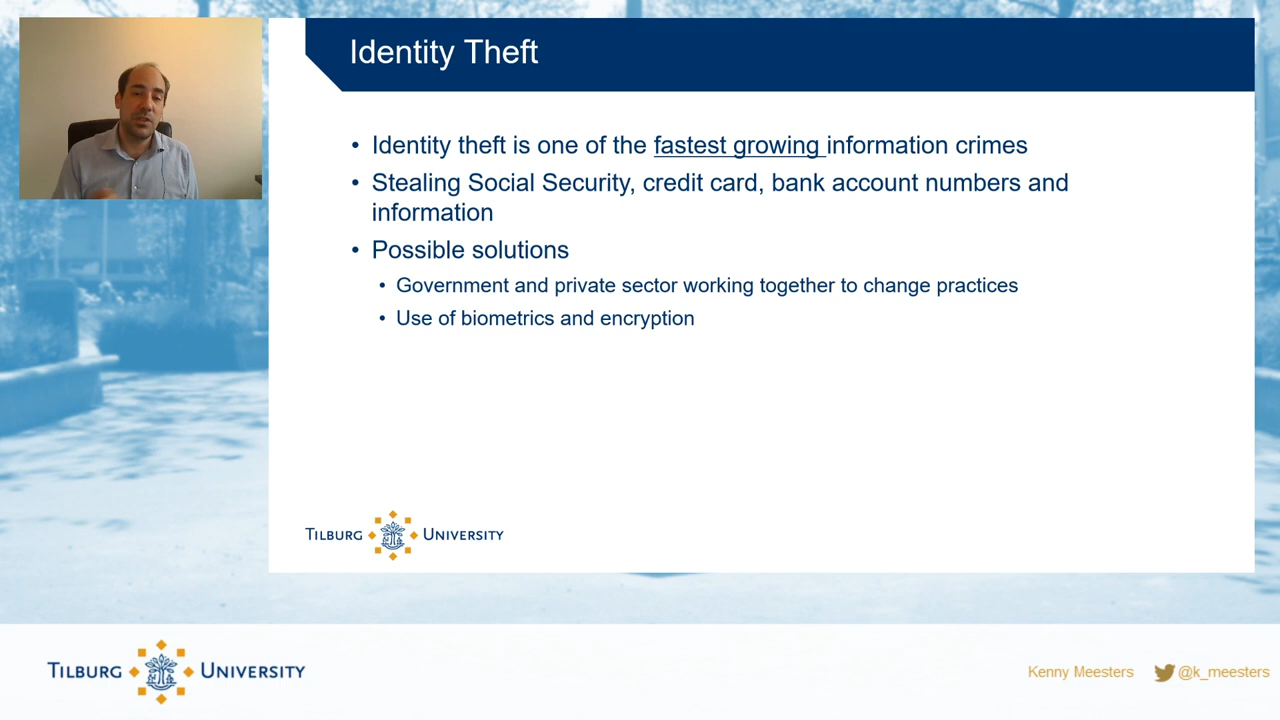 Identity Theft
• Identity theft is one of the fastest growing information crimes
• Stealing Social Security, credit card, bank account numbers and
information
• Possible solutions
• Government and private sector working together to change practices
• Use of biometrics and encryption
TILBURG UNIVERSITY
TILBURG UNIVERSITY
Kenny Meesters @k_meesters